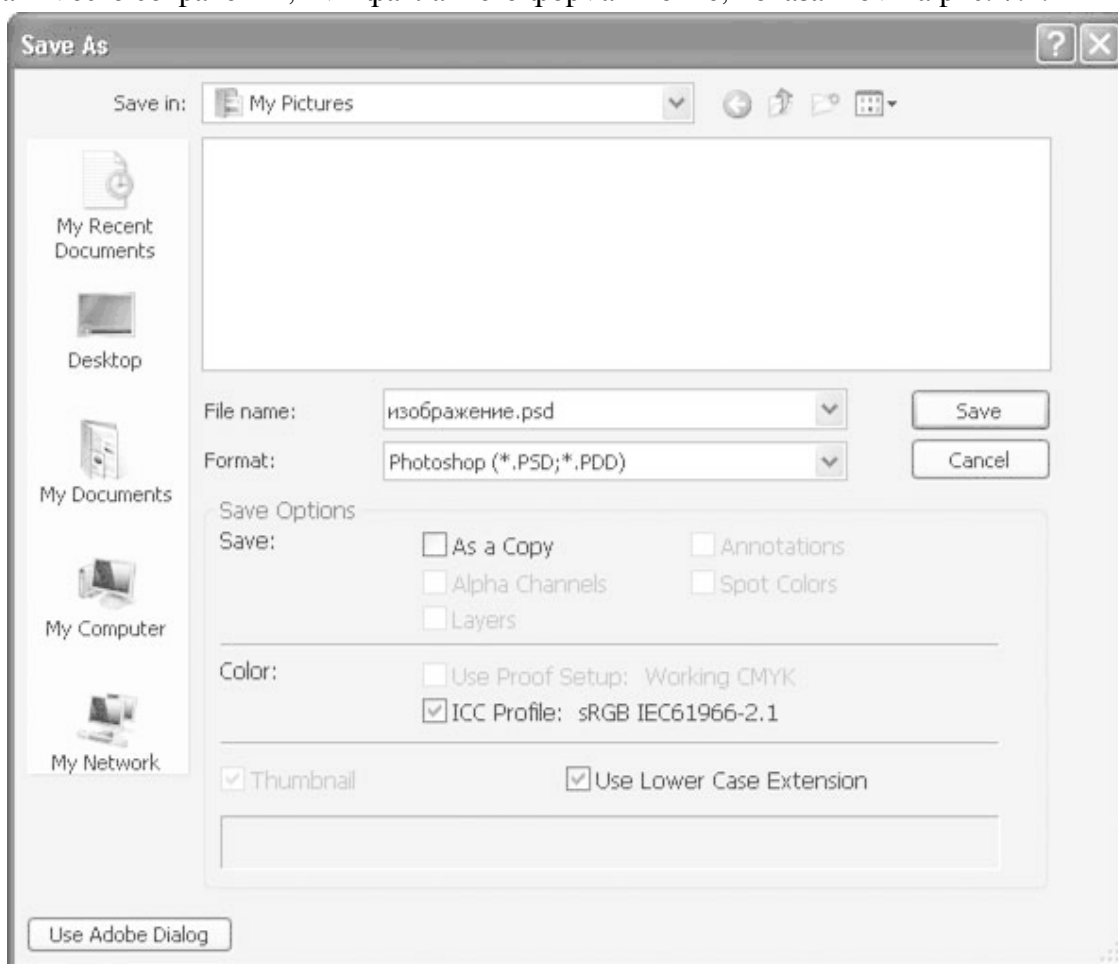 Save As
Save in:
My Pictures
My Recent
Documents
Desktop
My Documents
My Computer
My Network
File name:
изображение.psd
Save
Format:
Photoshop (*.PSD;*.PDD)
Cancel
Save Options
Save:
As a Copy
Annotations
Alpha Channels
Spot Colors
Layers
Color:
Use Proof Setup: Working CMYK
ICC Profile: sRGB IEC61966-2.1
Thumbnail
Use Lower Case Extension
Use Adobe Dialog